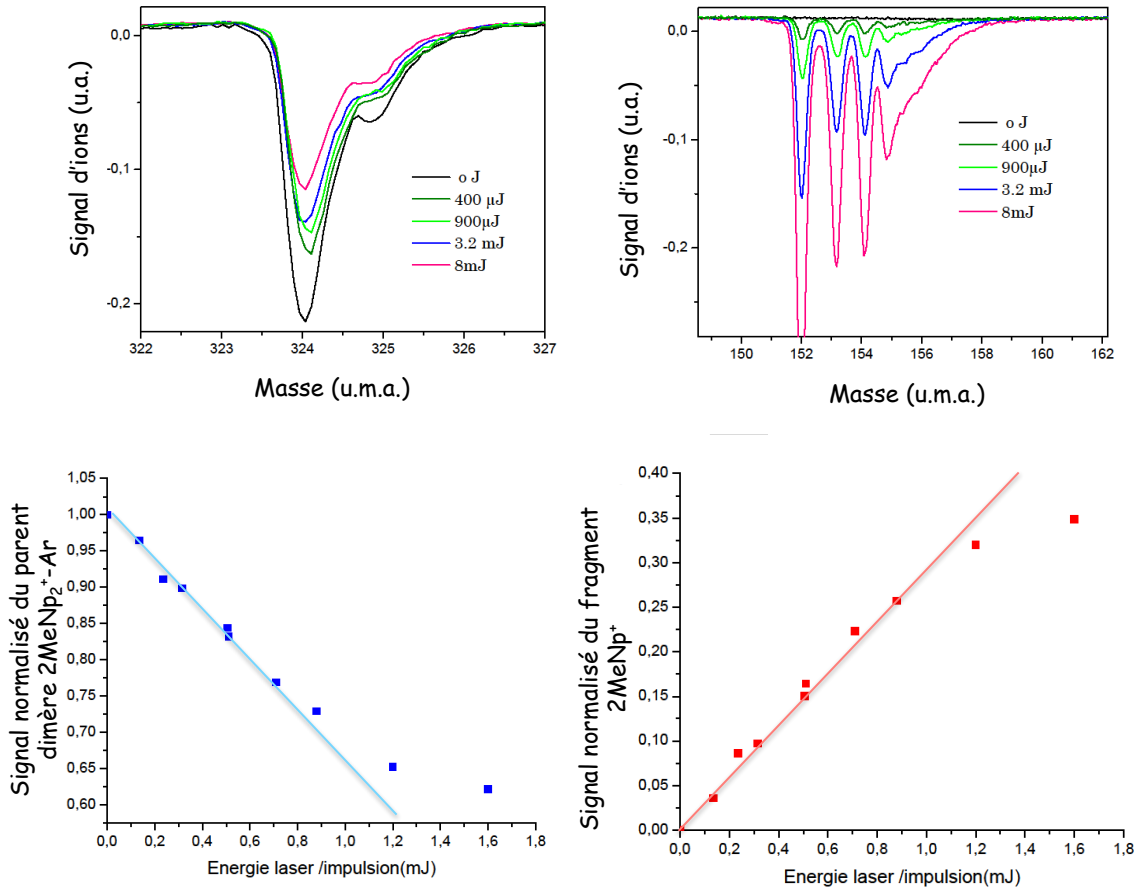 0,0
-0,1
-0,2
322 323 324 325 326 327
Signal d'ions (u.a.)
Masse (u.m.a.)
o J
400 µJ
900µJ
3.2 mJ
8mJ
0,0
-0,1
-0,2
150 152 154 156 158 160 162
Signal d'ions (u.a.)
Masse (u.m.a.)
o J
400 µJ
900µJ
3.2 mJ
8mJ
1,05
1,00
0,95
0,90
0,85
0,80
0,75
0,70
0,65
0,60
0,0 0,2 0,4 0,6 0,8 1,0 1,2 1,4 1,6 1,8
Signal normalisé du parent
dimère 2MeNp₂⁺-Ar
Energie laser /impulsion(mJ)
0,40
0,35
0,30
0,25
0,20
0,15
0,10
0,05
0,00
0,0 0,2 0,4 0,6 0,8 1,0 1,2 1,4 1,6 1,8
Signal normalisé du fragment
2MeNp⁺
Energie laser /impulsion(mJ)